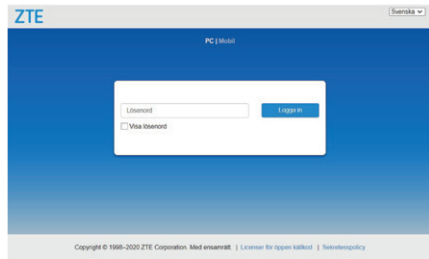 ZTE
Svenska
PC | Mobil
Lösenord
Logga in
Visa lösenord
Copyright © 1998–2020 ZTE Corporation. Med ensamrätt. | Licenser för öppen källkod | Sekretesspolicy